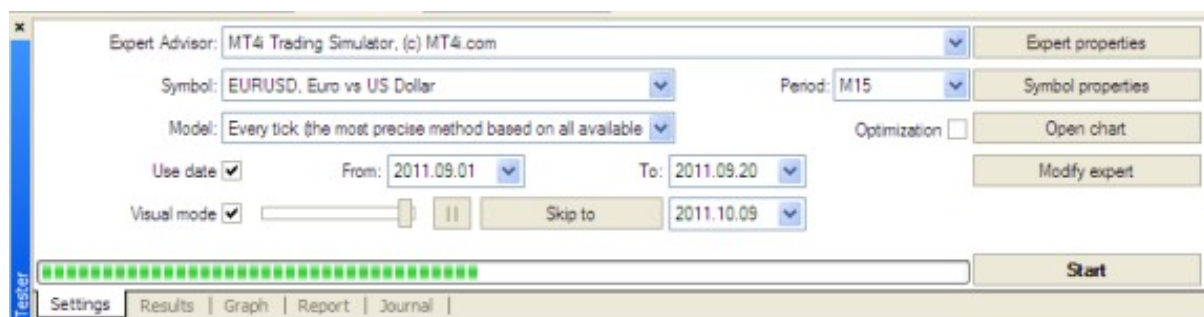 Expert Advisor: MT4i Trading Simulator, (c) MT4i.com Expert properties
Symbol: EURUSD, Euro vs US Dollar Period: M15 Symbol properties
Model: Every tick (the most precise method based on all available Optimization Open chart
Use date From: 2011.09.01 To: 2011.09.20 Modify expert
Visual mode Skip to 2011.10.09
Start
Tester
Settings Results | Graph | Report | Journal |